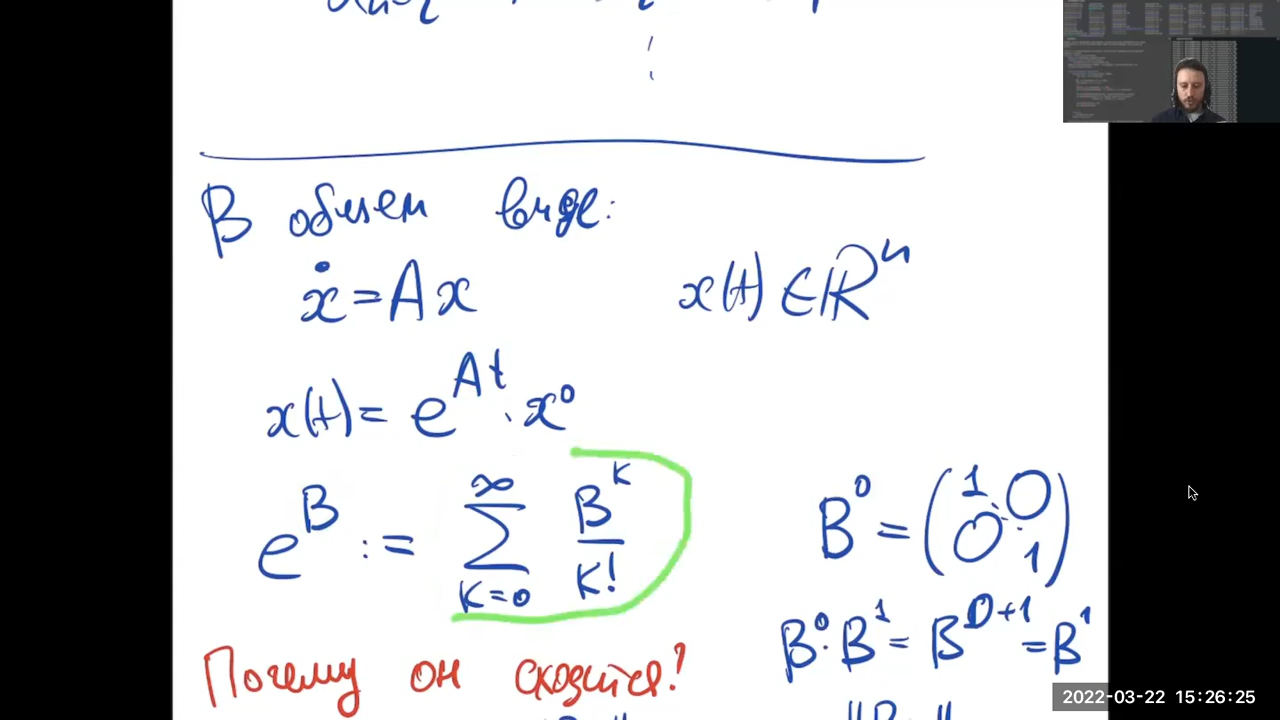 В общем виде:
ẋ = Ax    x(t) ∈ ℝⁿ
x(t) = e^{At} · x⁰
e^B := ∑_{k=0}^{∞} B^k / k!    B⁰ = (1 0 0 1)
B⁰ · B¹ = B^{0+1} = B¹
Почему он сходится?
2022-03-22 15:26:25